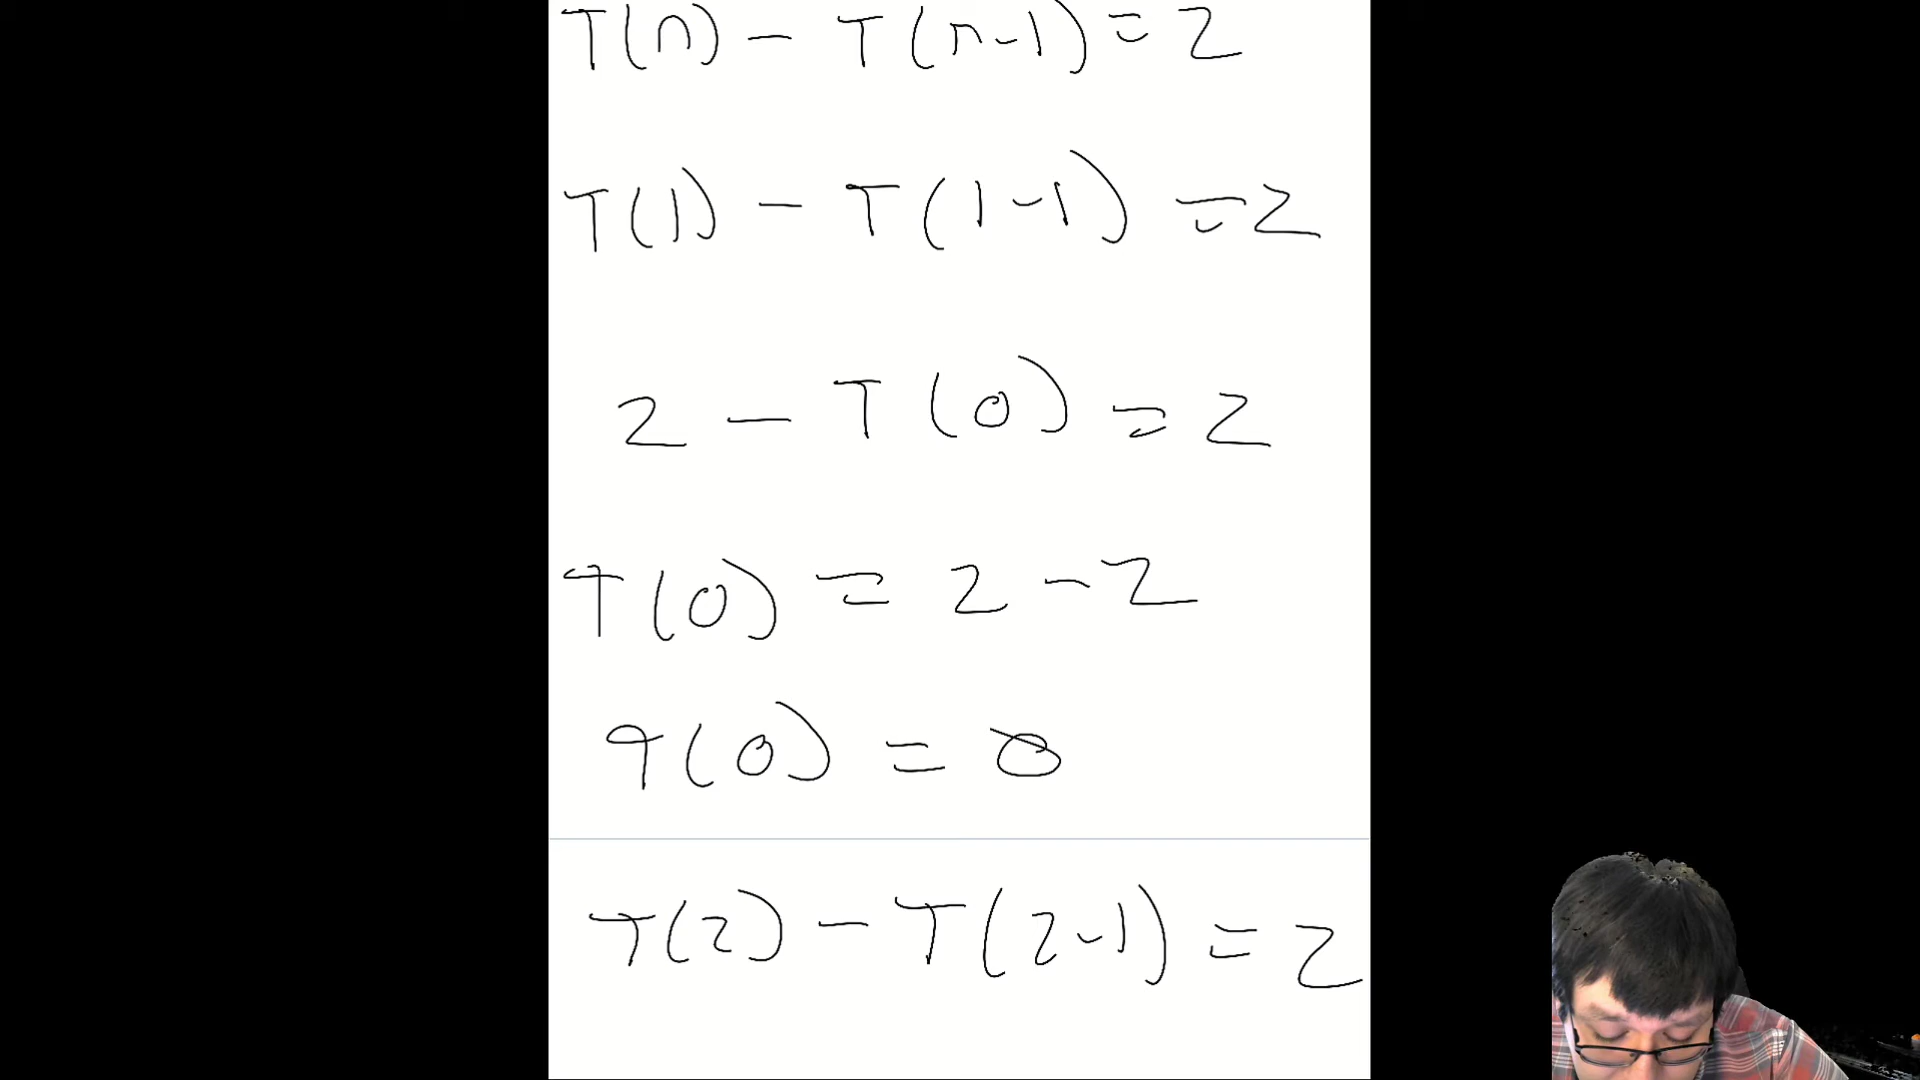 T(n) - T(n-1) = 2
T(1) - T(1-1) = 2
2 - T(0) = 2
T(0) = 2 - 2
T(0) = 0
T(2) - T(2-1) = 2